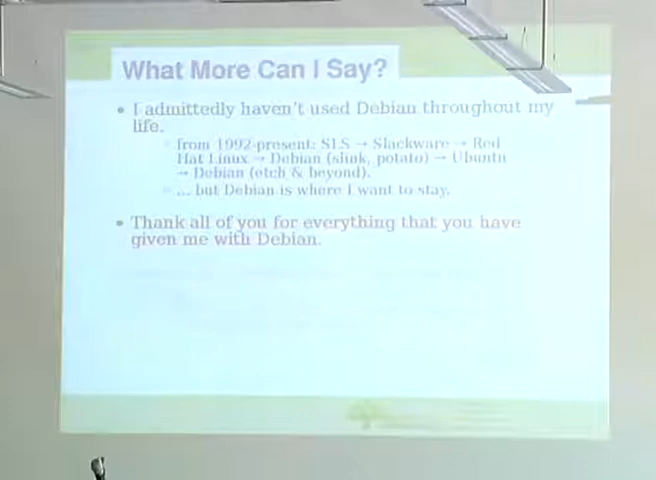 What More Can I Say?
• I admittedly haven't used Debian throughout my
life.
from 1992-present: SLS → Slackware → Red
Hat Linux → Debian (slink, potato) → Ubuntu
→ Debian (etch & beyond).
... but Debian is where I want to stay.
• Thank all of you for everything that you have
given me with Debian.